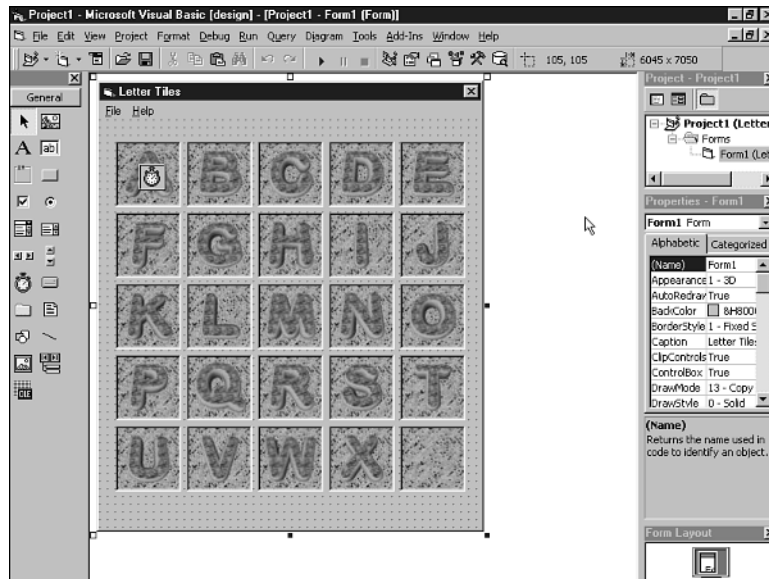 Project1 - Microsoft Visual Basic [design] - [Project1 - Form1 (Form)]
File Edit View Project Format Debug Run Query Diagram Tools Add-Ins Window Help
105, 105 6045 x 7050
General
A ab|
OLE
Letter Tiles
File Help
A B C D E
F G H I J
K L M N O
P Q R S T
U V W X
Project - Project1
Project1 (Letter
Forms
Form1 (Let
Properties - Form1
Form1 Form
Alphabetic Categorized
(Name) Form1
Appearance 1 - 3D
AutoRedraw True
BackColor &H8000
BorderStyle 1 - Fixed S
Caption Letter Tiles
ClipControls True
ControlBox True
DrawMode 13 - Copy
DrawStyle 0 - Solid
(Name)
Returns the name used in
code to identify an object.
Form Layout